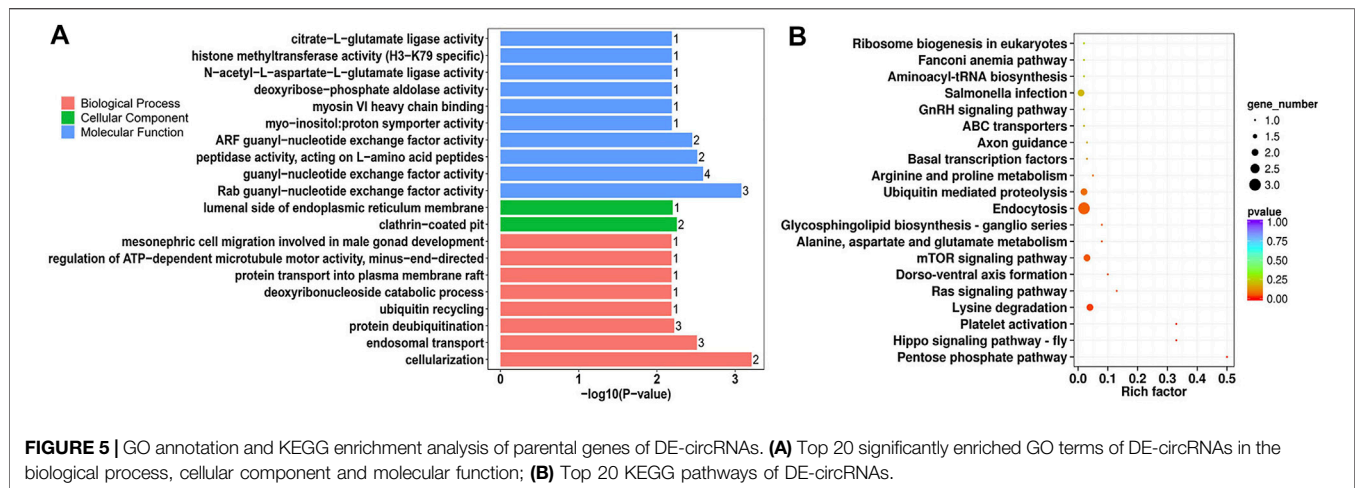 A
citrate-L-glutamate ligase activity 1
histone methyltransferase activity (H3-K79 specific) 1
N-acetyl-L-aspartate-L-glutamate ligase activity 1
deoxyribose-phosphate aldolase activity 1
myosin VI heavy chain binding 1
myo-inositol:proton symporter activity 1
ARF guanyl-nucleotide exchange factor activity 2
peptidase activity, acting on L-amino acid peptides 2
guanyl-nucleotide exchange factor activity 4
Rab guanyl-nucleotide exchange factor activity 3
lumenal side of endoplasmic reticulum membrane 1
clathrin-coated pit 2
mesonephric cell migration involved in male gonad development 1
regulation of ATP-dependent microtubule motor activity, minus-end-directed 1
protein transport into plasma membrane raft 1
deoxyribonucleoside catabolic process 1
ubiquitin recycling 1
protein deubiquitination 3
endosomal transport 3
cellularization 2
0 1 2 3
-log10(P-value)
Biological Process
Cellular Component
Molecular Function
B
Ribosome biogenesis in eukaryotes
Fanconi anemia pathway
Aminoacyl-tRNA biosynthesis
Salmonella infection
GnRH signaling pathway
ABC transporters
Axon guidance
Basal transcription factors
Arginine and proline metabolism
Ubiquitin mediated proteolysis
Endocytosis
Glycosphingolipid biosynthesis - ganglio series
Alanine, aspartate and glutamate metabolism
mTOR signaling pathway
Dorso-ventral axis formation
Ras signaling pathway
Lysine degradation
Platelet activation
Hippo signaling pathway - fly
Pentose phosphate pathway
0.0 0.1 0.2 0.3 0.4 0.5
Rich factor
gene_number
1.0
1.5
2.0
2.5
3.0
pvalue
1.00
0.75
0.50
0.25
0.00
FIGURE 5 | GO annotation and KEGG enrichment analysis of parental genes of DE-circRNAs. (A) Top 20 significantly enriched GO terms of DE-circRNAs in the
biological process, cellular component and molecular function; (B) Top 20 KEGG pathways of DE-circRNAs.